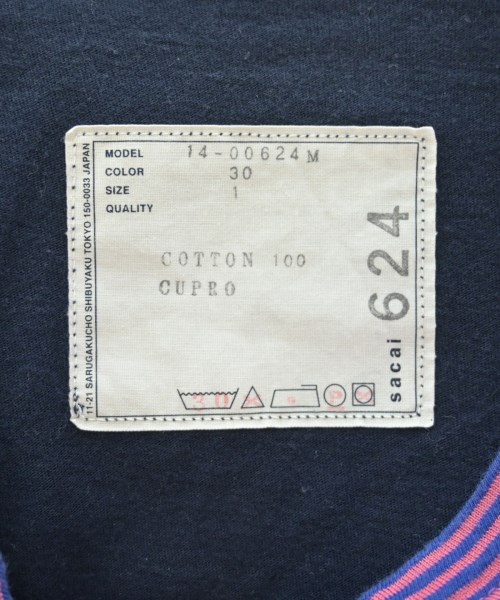 MODEL 14-00624M
COLOR 30
SIZE 1
QUALITY
COTTON 100
CUPRO
11-21 SARUGAKUCHO SHIBUYAKU TOKYO 150-0033 JAPAN
sacai 624
30